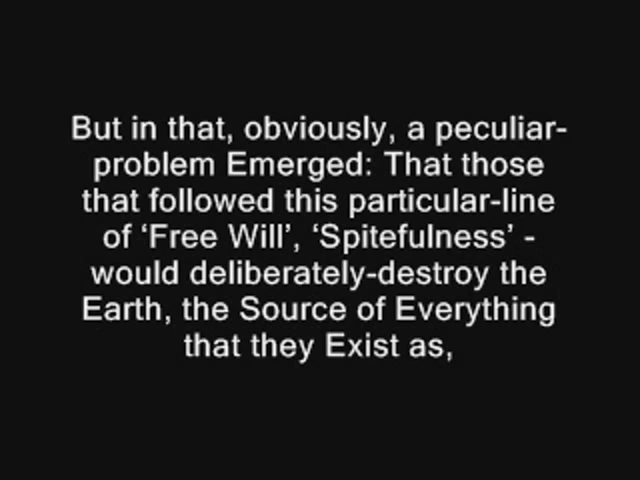 But in that, obviously, a peculiar-
problem Emerged: That those
that followed this particular-line
of ‘Free Will’, ‘Spitefulness’ -
would deliberately-destroy the
Earth, the Source of Everything
that they Exist as,